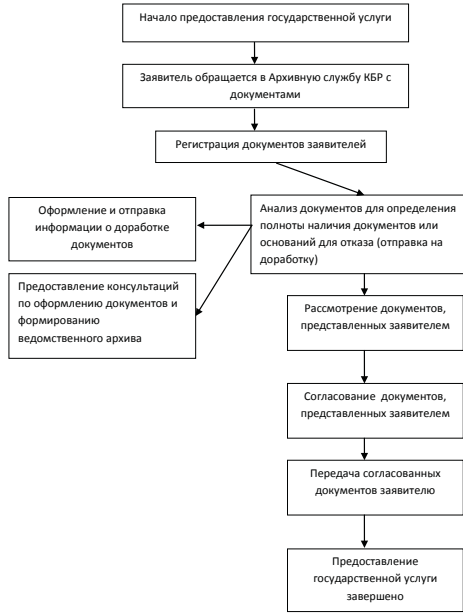 Начало предоставления государственной услуги
Заявитель обращается в Архивную службу КБР с
документами
Регистрация документов заявителей
Анализ документов для определения
полноты наличия документов или
оснований для отказа (отправка на
доработку)
Оформление и отправка
информации о доработке
документов
Предоставление консультаций
по оформлению документов и
формированию
ведомственного архива
Рассмотрение документов,
представленных заявителем
Согласование документов,
представленных заявителем
Передача согласованных
документов заявителю
Предоставление
государственной услуги
завершено